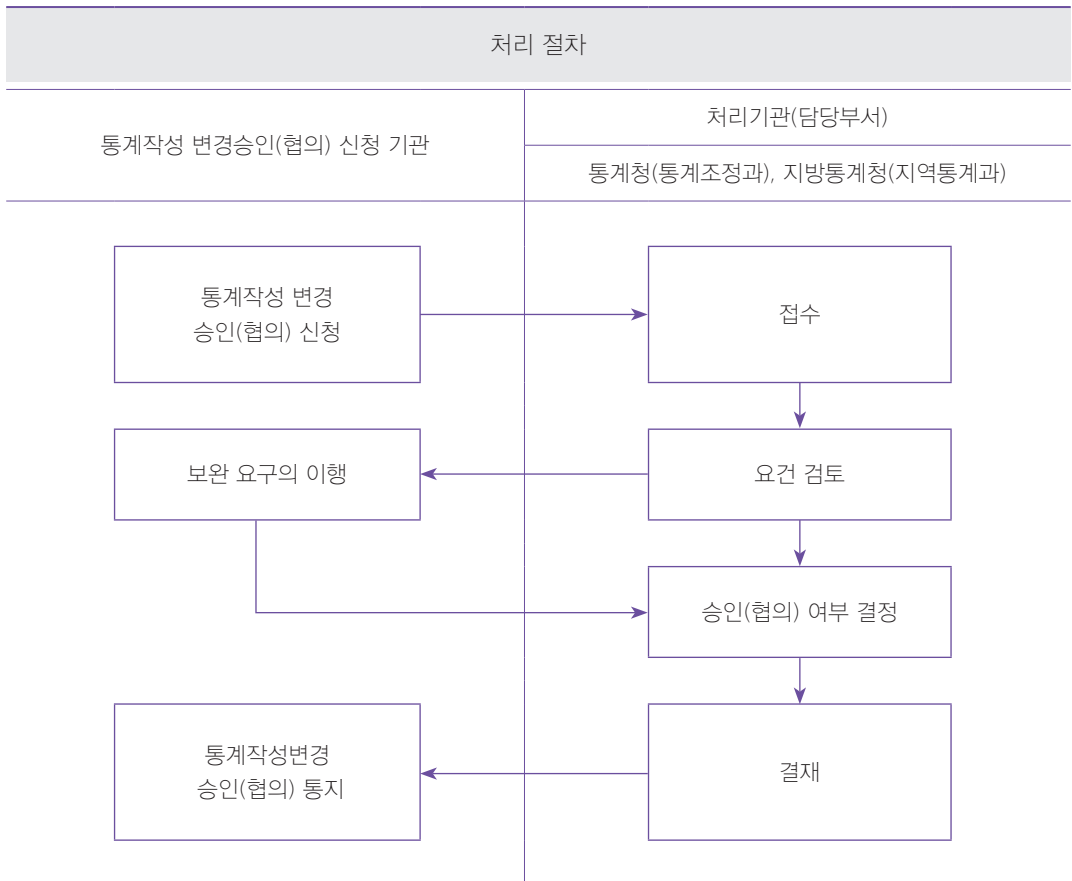 처리 절차
통계작성 변경승인(협의) 신청 기관
처리기관(담당부서)
통계청(통계조정과), 지방통계청(지역통계과)
통계작성 변경
승인(협의) 신청
접수
보완 요구의 이행
요건 검토
승인(협의) 여부 결정
통계작성변경
승인(협의) 통지
결재